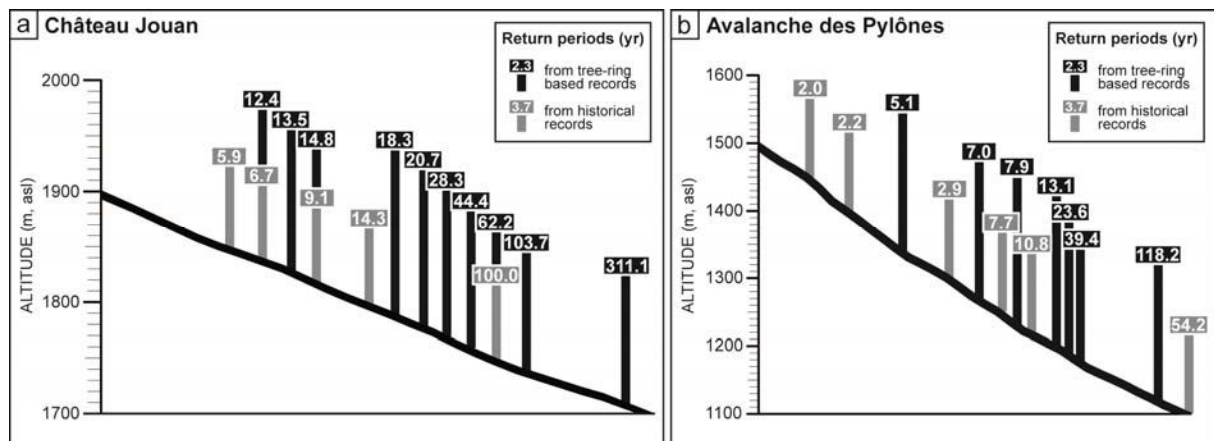 a Château Jouan
Return periods (yr)
2.3 from tree-ring
based records
3.7 from historical
records
ALTITUDE (m, asl)
2000
1900
1800
1700
5.9
12.4
6.7
13.5
14.8
9.1
14.3
18.3
20.7
28.3
44.4
62.2
100.0
103.7
311.1
b Avalanche des Pylônes
Return periods (yr)
2.3 from tree-ring
based records
3.7 from historical
records
ALTITUDE (m, asl)
1600
1500
1400
1300
1200
1100
2.0
2.2
5.1
2.9
7.0
7.7
7.9
10.8
13.1
23.6
39.4
118.2
54.2